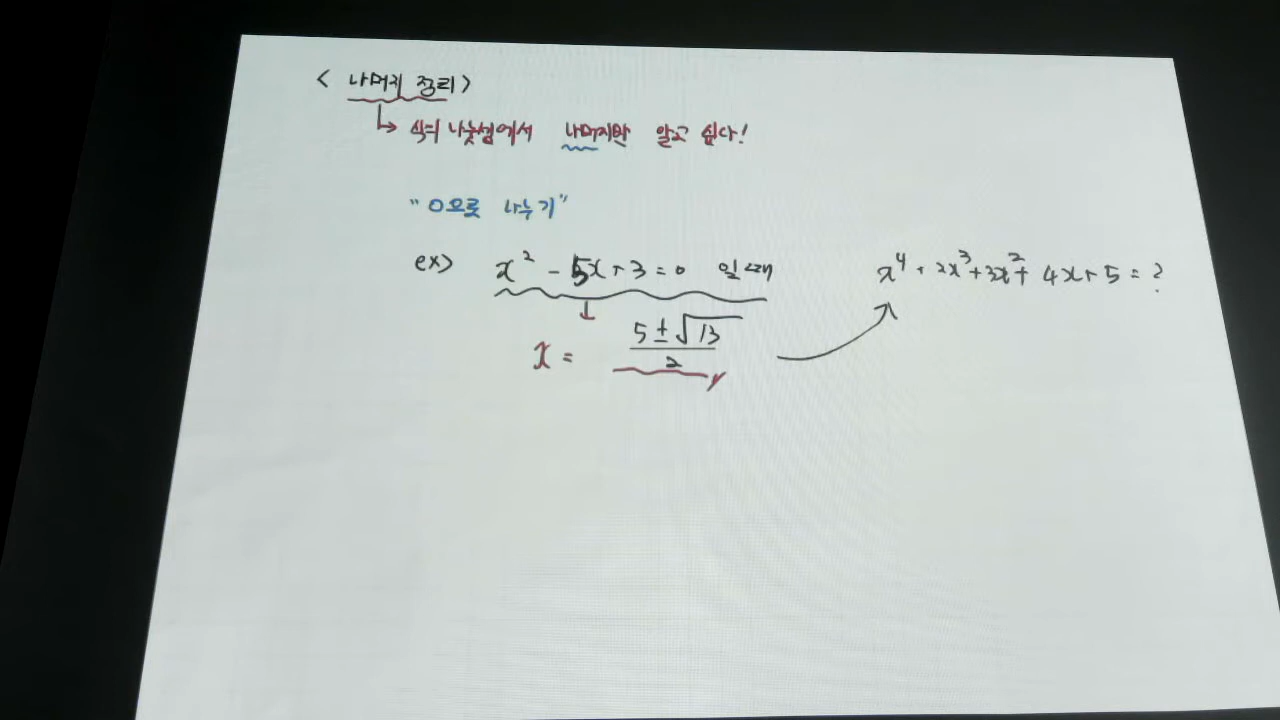 < 나머지 정리>
↳ 식의 나눗셈에서 나머지만 알고 싶다!
"0으로 나누기"
ex) x² - 5x + 3 = 0 일 때 x⁴ + 2x³ + 3x² + 4x + 5 = ?
x = (5 ± √13) / 2